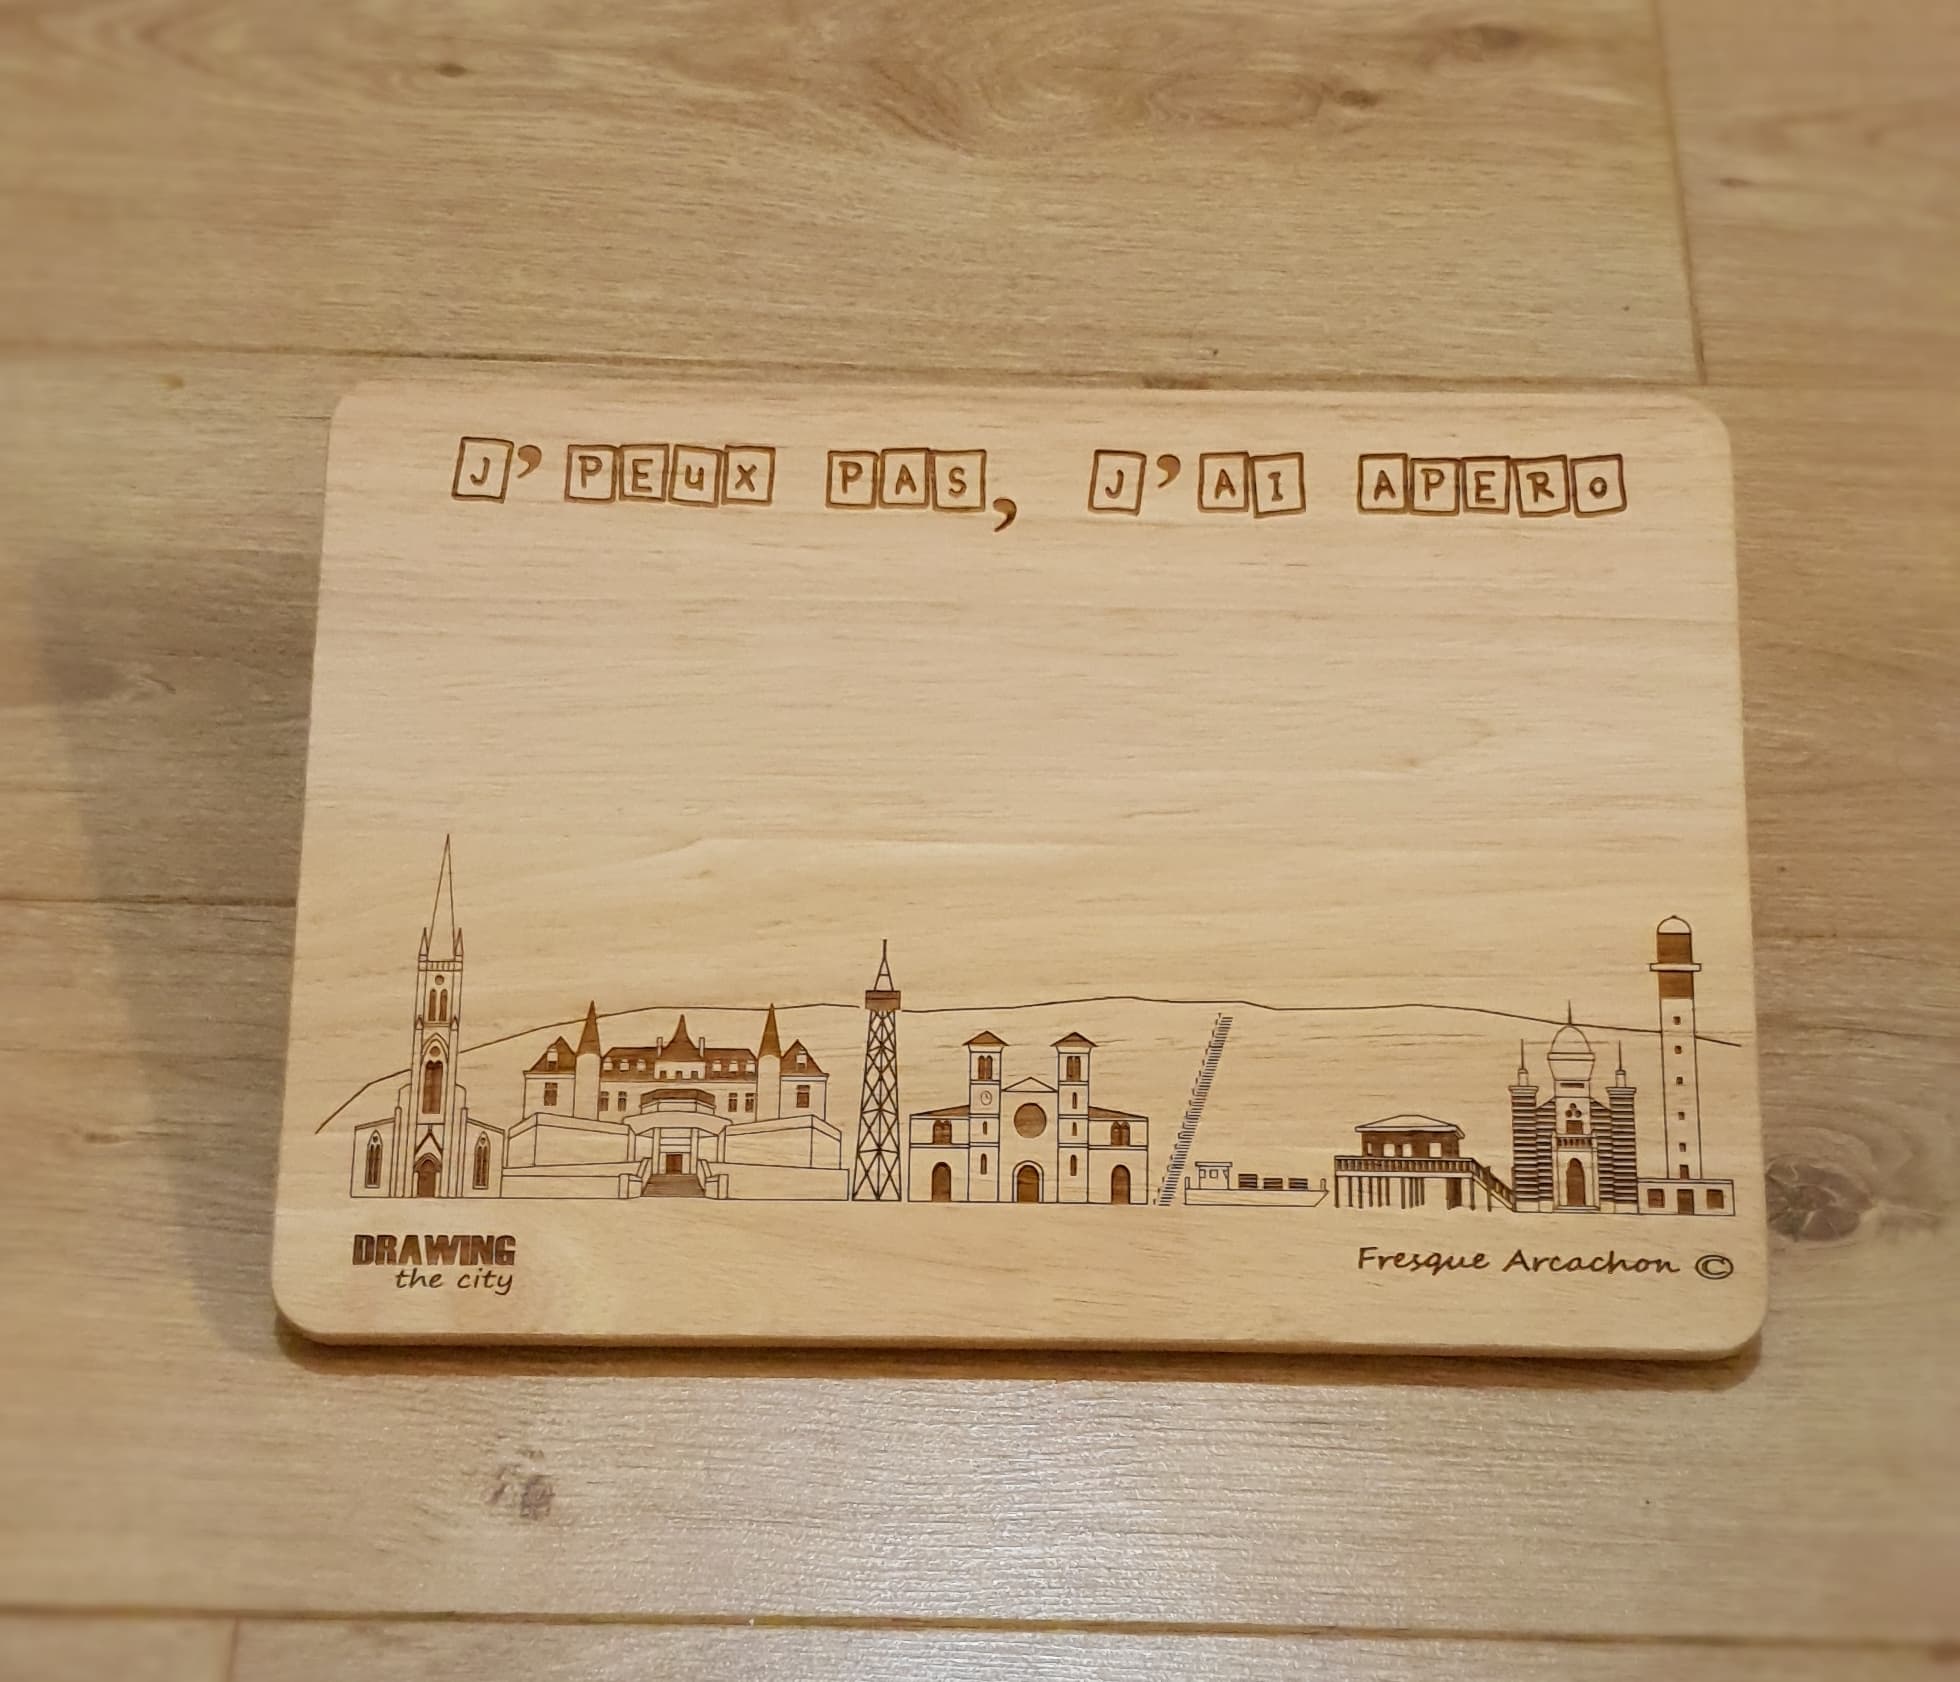 J'PEUX PAS, J'AI APERO
DRAWING
the city
Fresque Arcachon ©